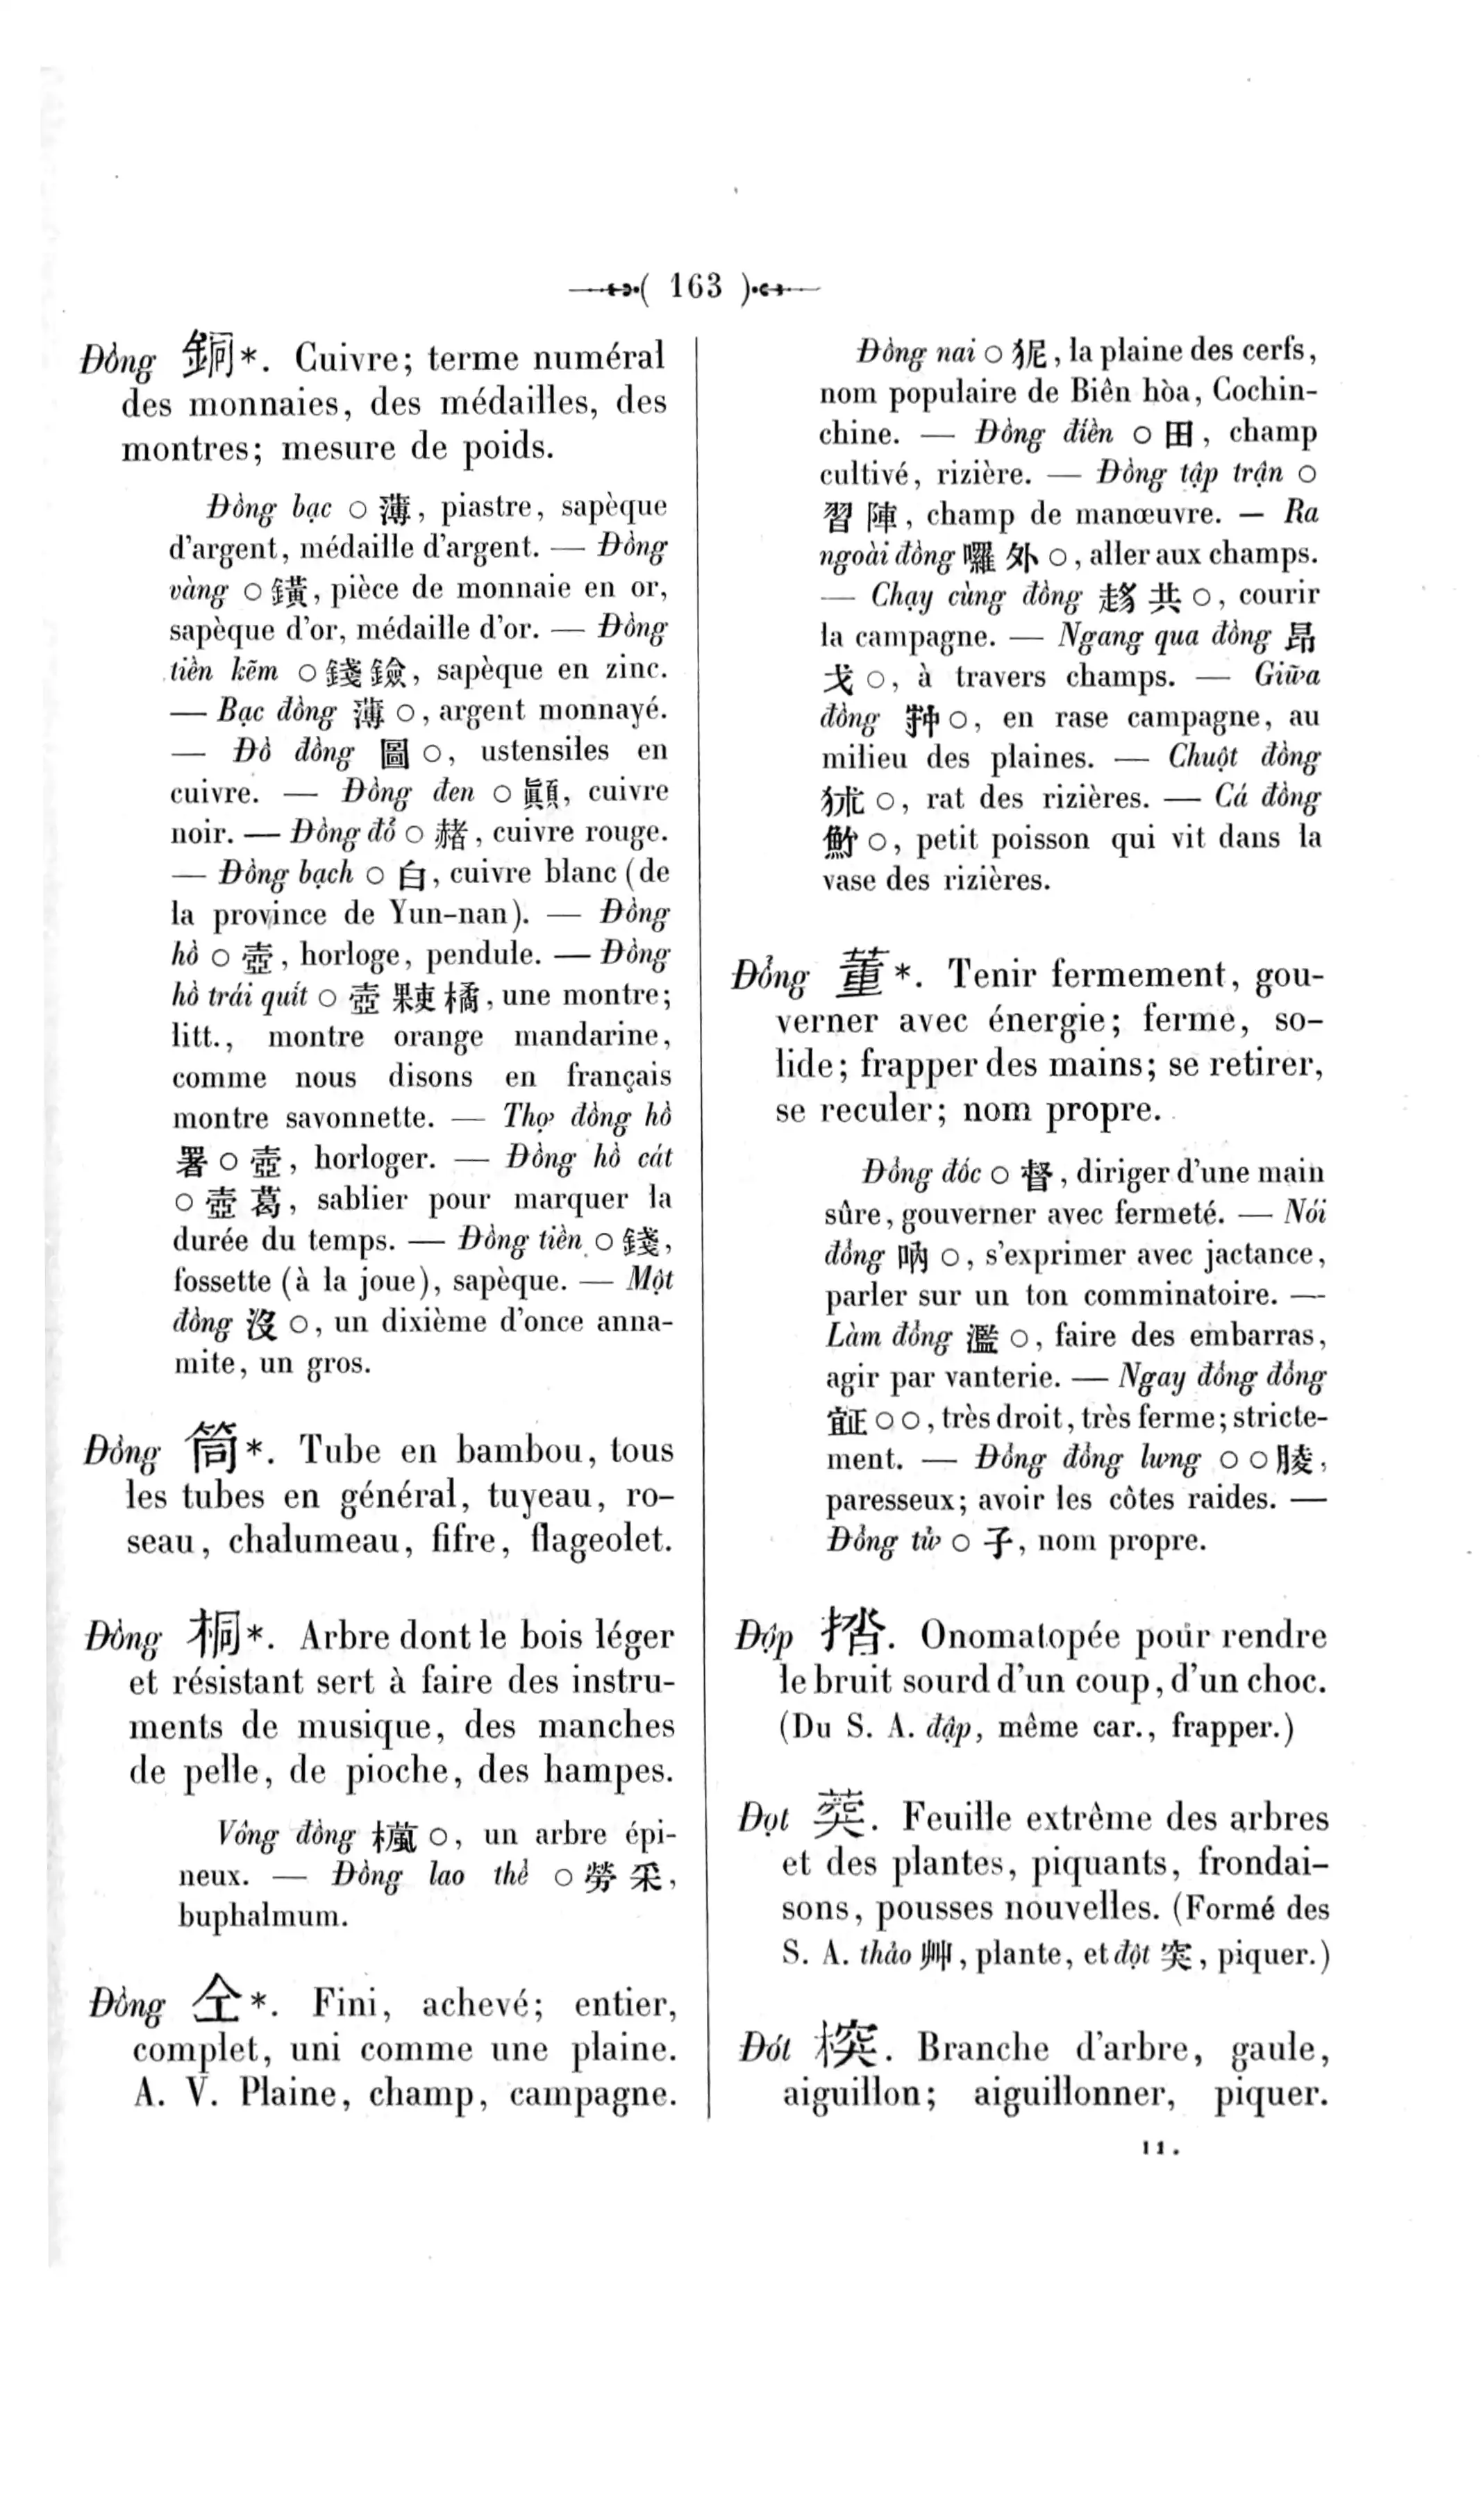 ( 163 )
Đồng 銅*. Cuivre; terme numéral
des monnaies, des médailles, des
montres; mesure de poids.
Đồng bạc ○ 薄, piastre, sapèque
d'argent, médaille d'argent. — Đồng
vàng ○ 鐄, pièce de monnaie en or,
sapèque d'or, médaille d'or. — Đồng
tiền kẽm ○ 錢 鐱, sapèque en zinc.
— Bạc đồng 薄 ○, argent monnayé.
— Đồ đồng 圖 ○, ustensiles en
cuivre. — Đồng đen ○ 顛, cuivre
noir. — Đồng đỏ ○ 赭, cuivre rouge.
— Đồng bạch ○ 白, cuivre blanc (de
la province de Yun-nan). — Đồng
hồ ○ 壺, horloge, pendule. — Đồng
hồ trái quít ○ 壺 橘, une montre;
litt., montre orange mandarine,
comme nous disons en français
montre savonnette. — Thợ đồng hồ
署 ○ 壺, horloger. — Đồng hồ cát
○ 壺 葛, sablier pour marquer la
durée du temps. — Đồng tiền ○ 錢,
fossette (à la joue), sapèque. — Một
đồng 沒 ○, un dixième d'once anna-
mite, un gros.
Đồng 筒*. Tube en bambou, tous
les tubes en général, tuyeau, ro-
seau, chalumeau, fifre, flageolet.
Đồng 桐*. Arbre dont le bois léger
et résistant sert à faire des instru-
ments de musique, des manches
de pelle, de pioche, des hampes.
Vông đồng ○, un arbre épi-
neux. — Đồng lao thể ○ 勞 采,
buphalmum.
Đồng 仝*. Fini, achevé; entier,
complet, uni comme une plaine.
A. V. Plaine, champ, campagne.
Đồng nai ○ 狔, la plaine des cerfs,
nom populaire de Biên hòa, Cochin-
chine. — Đồng điền ○ 田, champ
cultivé, rizière. — Đồng tập trận ○
習 陣, champ de manœuvre. — Ra
ngoài đồng 囉 外 ○, aller aux champs.
— Chạy cùng đồng 趍 共 ○, courir
la campagne. — Ngang qua đồng 昂
戈 ○, à travers champs. — Giữa
đồng ○, en rase campagne, au
milieu des plaines. — Chuột đồng
狖 ○, rat des rizières. — Cá đồng
○, petit poisson qui vit dans la
vase des rizières.
Đổng 董*. Tenir fermement, gou-
verner avec énergie; ferme, so-
lide; frapper des mains; se retirer,
se reculer; nom propre.
Đổng đốc ○ 督, diriger d'une main
sûre, gouverner avec fermeté. — Nói
đổng 吶 ○, s'exprimer avec jactance,
parler sur un ton comminatoire. —
Làm đổng 濫 ○, faire des embarras,
agir par vanterie. — Ngay đổng đổng
○ ○, très droit, très ferme; stricte-
ment. — Đổng đổng lưng ○ ○ 䏠,
paresseux; avoir les côtes raides. —
Đổng tử ○ 子, nom propre.
Độp 揩. Onomatopée pour rendre
le bruit sourd d'un coup, d'un choc.
(Du S. A. đập, même car., frapper.)
Đọt 葖. Feuille extrême des arbres
et des plantes, piquants, frondai-
sons, pousses nouvelles. (Formé des
S. A. thảo 艸, plante, et đột 突, piquer.)
Đót 㮑. Branche d'arbre, gaule,
aiguillon; aiguillonner, piquer.
11.